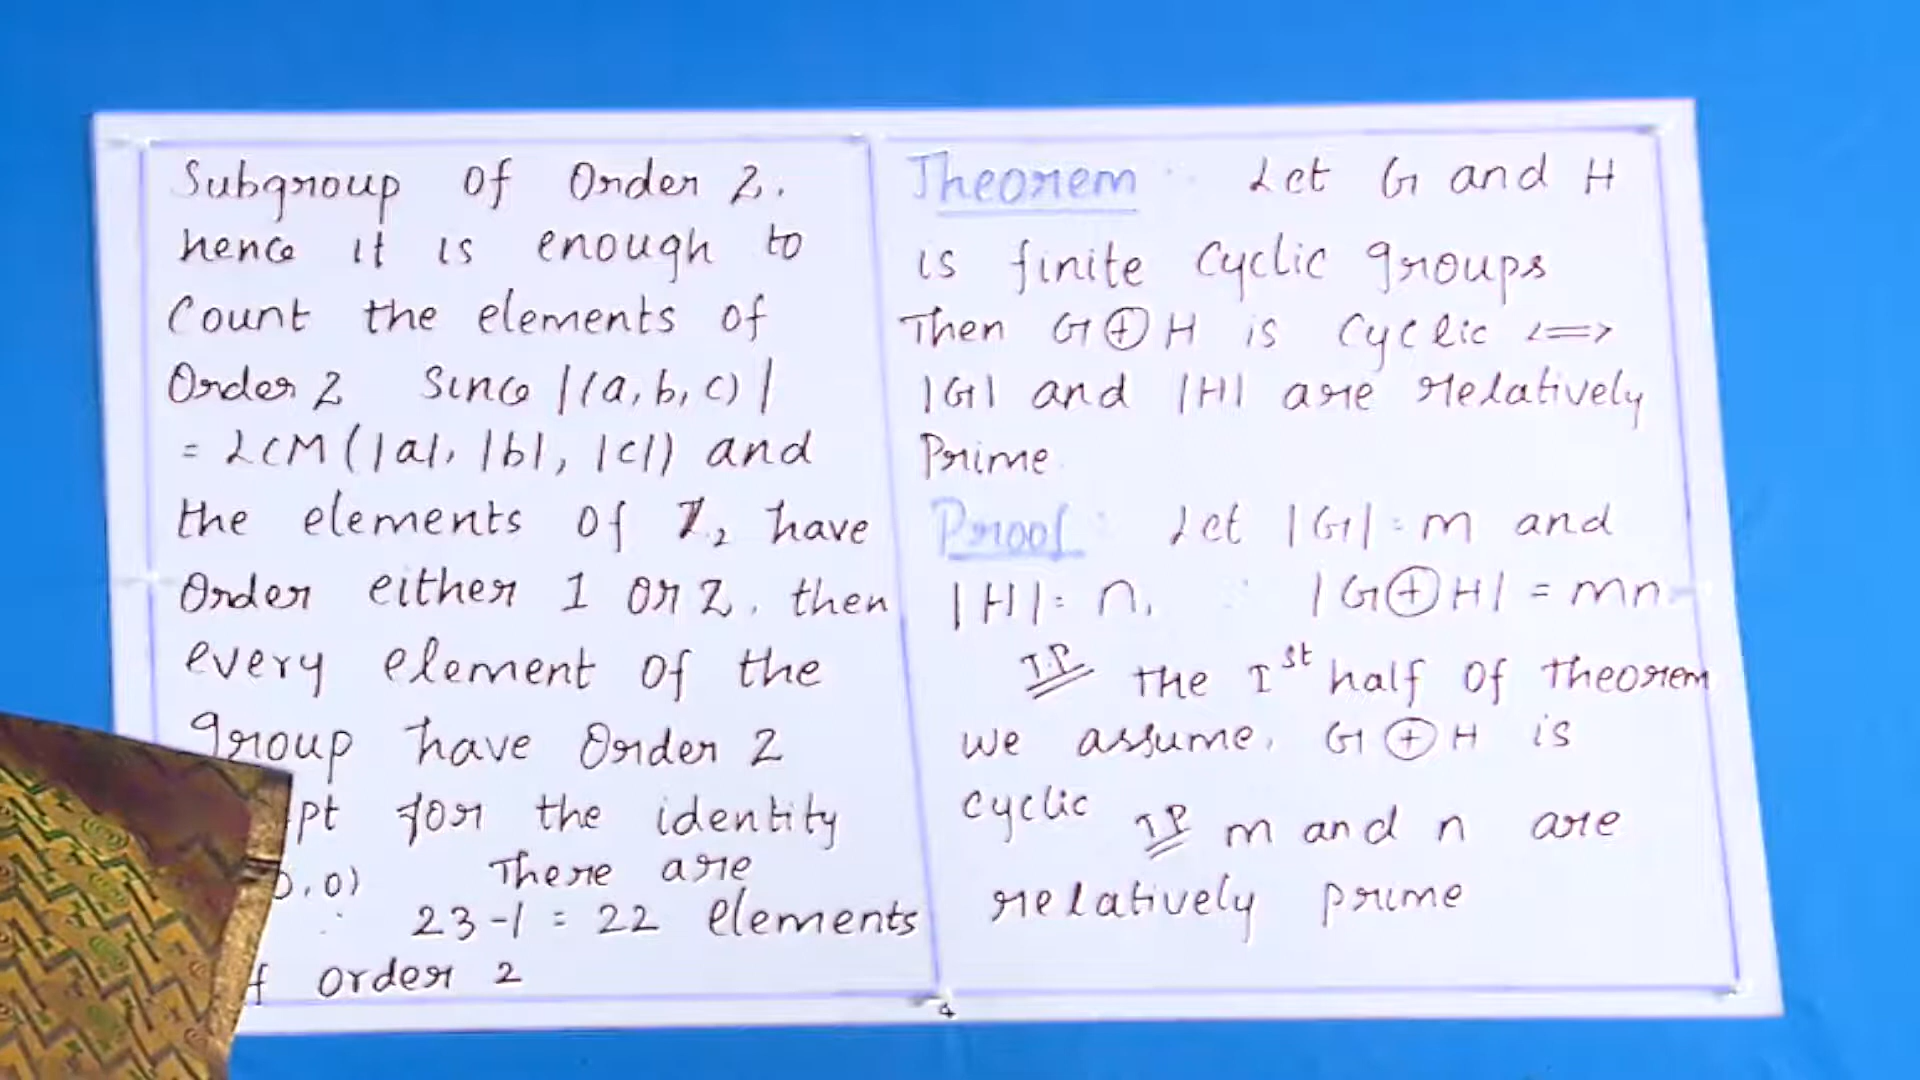 Subgroup of Order 2.
hence it is enough to
Count the elements of
Order 2 Since |(a,b,c)|
= LCM(|a|, |b|, |c|) and
the elements of Z₂ have
Order either 1 or 2. then
every element of the
group have Order 2
pt for the identity
0,0) There are
∴ 23-1 = 22 elements
f order 2
Theorem: Let G and H
is finite Cyclic groups
Then G⊕H is Cyclic <=>
|G| and |H| are relatively
Prime
Proof: Let |G|=m and
|H|=n. ∴ |G⊕H| = mn.
T.P the Ist half of theorem
we assume. G⊕H is
cyclic T.P m and n are
relatively prime
4